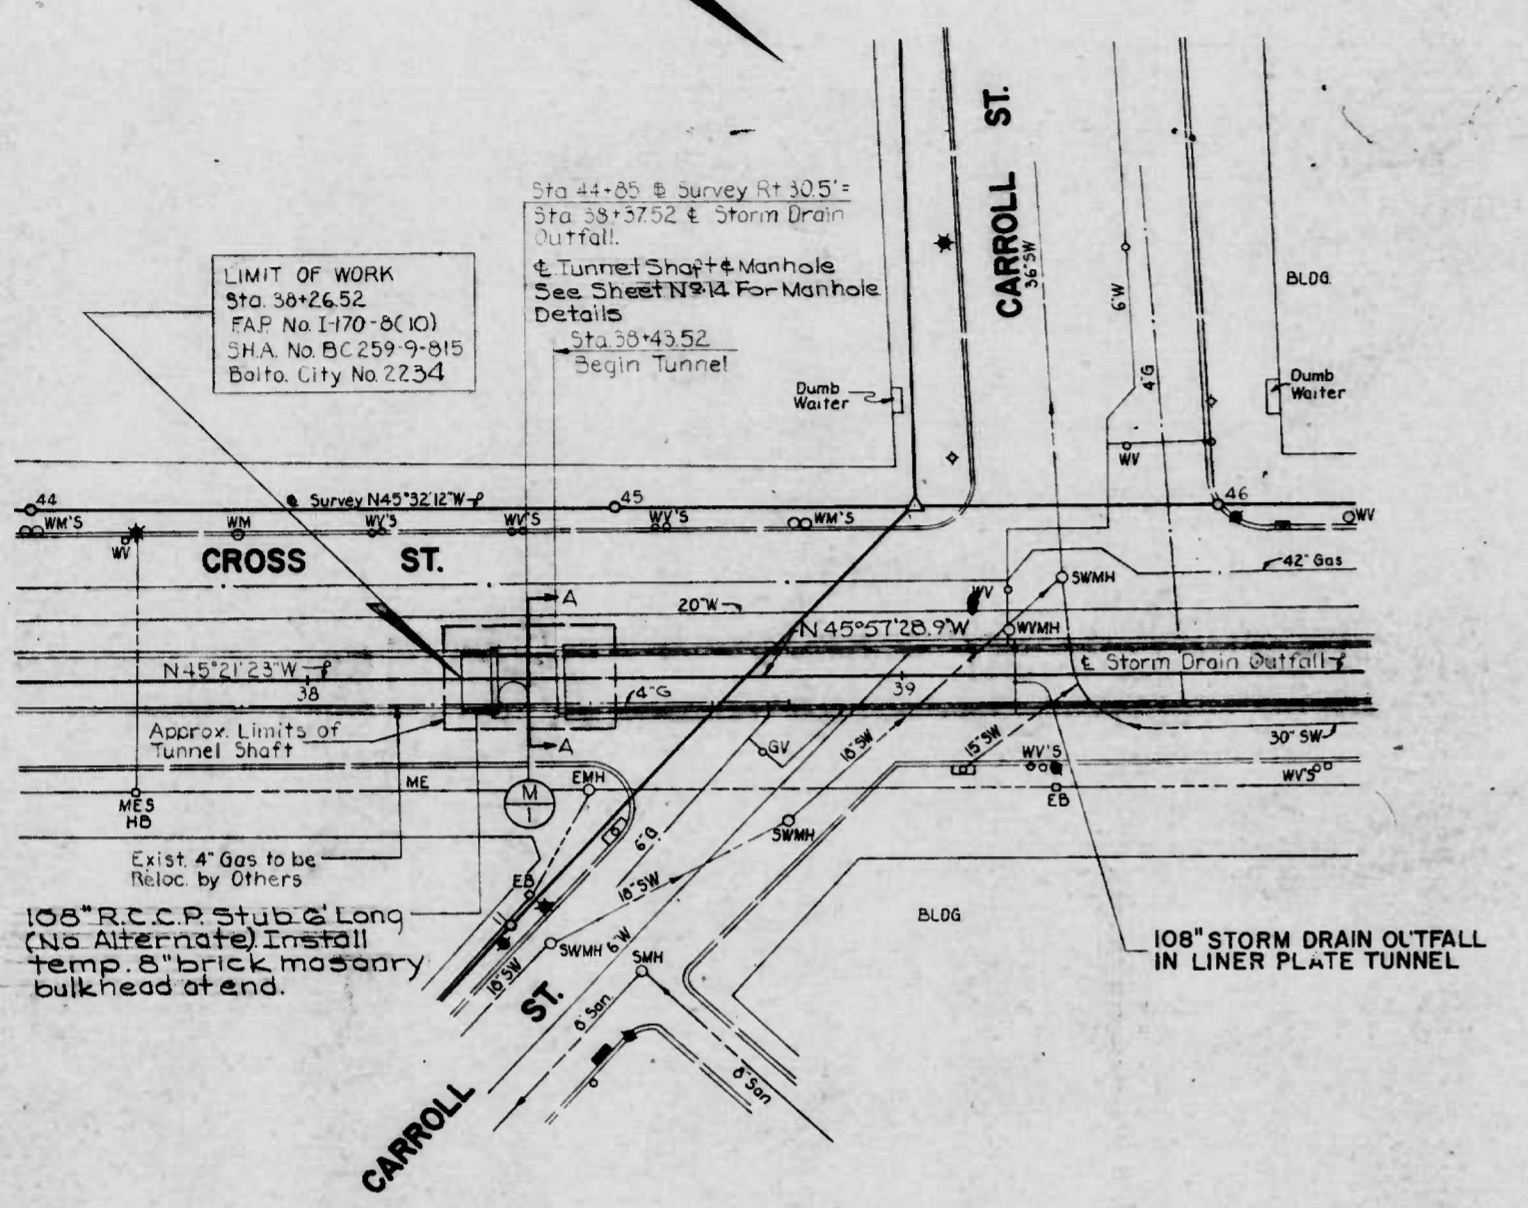 CARROLL ST.
36"SW
6"W
4"G
BLDG.
Sta 44+85 ℄ Survey Rt 30.5'=
Sta 38+37.52 ℄ Storm Drain
Outfall.
℄ Tunnel Shaft & Manhole
See Sheet Nº 14 For Manhole
Details
Sta. 38+43.52
Begin Tunnel
LIMIT OF WORK
Sta. 38+26.52
F.A.P. No. I-170-8(10)
S.H.A. No. BC 259-9-815
Balto. City No. 2234
Dumb
Waiter
Dumb
Waiter
WV
44
Survey N45°32'12"W
45
46
WM'S
WV
WM
WV'S
WV'S
WV'S
WM'S
WV
CROSS ST.
42" Gas
SWMH
A
20"W
WV
N 45°57'28.9"W
WVMH
N45°21'23"W
38
4"G
39
℄ Storm Drain Outfall
Approx. Limits of
Tunnel Shaft
A
GV
18"SW
15"SW
WV'S
30" SW
WV'S
ME
MES
HB
M
1
EMH
EB
SWMH
6"G
Exist. 4" Gas to be
Reloc. by Others
EB
18"SW
108" R.C.C.P. Stub 6' Long
(No Alternate). Install
temp. 8" brick masonry
bulkhead at end.
11
SWMH
6"W
SMH
18"SW
BLDG
108" STORM DRAIN OUTFALL
IN LINER PLATE TUNNEL
8" San
8" San
CARROLL ST.